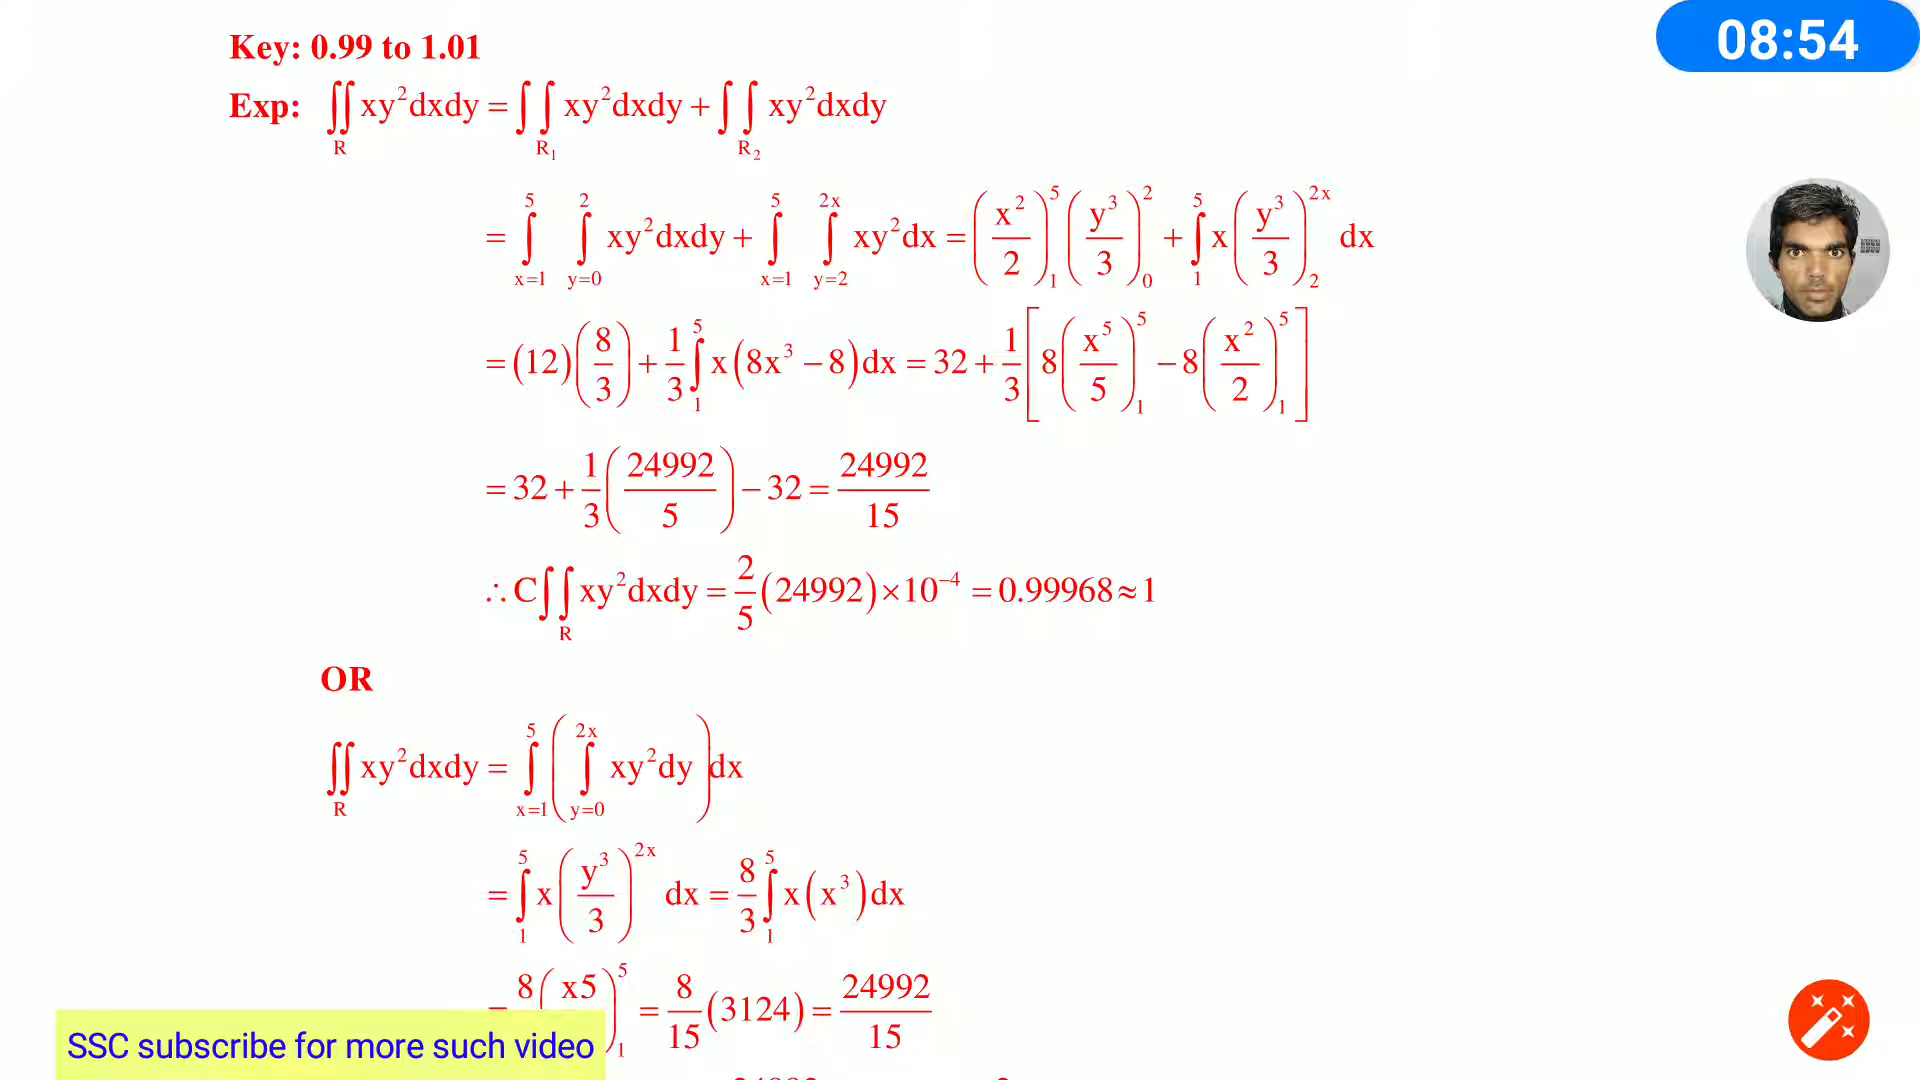 08:54
Key: 0.99 to 1.01
Exp: ∬_R xy²dxdy = ∫∫_{R₁} xy²dxdy + ∫∫_{R₂} xy²dxdy
= ∫_{x=1}^{5} ∫_{y=0}^{2} xy²dxdy + ∫_{x=1}^{5} ∫_{y=2}^{2x} xy²dx = (x²/2)_1^5 (y³/3)_0^2 + ∫_1^5 x (y³/3)_2^{2x} dx
= (12)(8/3) + 1/3 ∫_1^5 x(8x³ − 8)dx = 32 + 1/3 [8(x⁵/5)_1^5 − 8(x²/2)_1^5]
= 32 + 1/3 (24992/5) − 32 = 24992/15
∴ C∫∫_R xy²dxdy = 2/5 (24992) × 10⁻⁴ = 0.99968 ≈ 1
OR
∬_R xy²dxdy = ∫_{x=1}^{5} (∫_{y=0}^{2x} xy²dy) dx
= ∫_1^5 x (y³/3)^{2x} dx = 8/3 ∫_1^5 x(x³)dx
= 8 (x5 )_1^5 = 8/15 (3124) = 24992/15
SSC subscribe for more such video